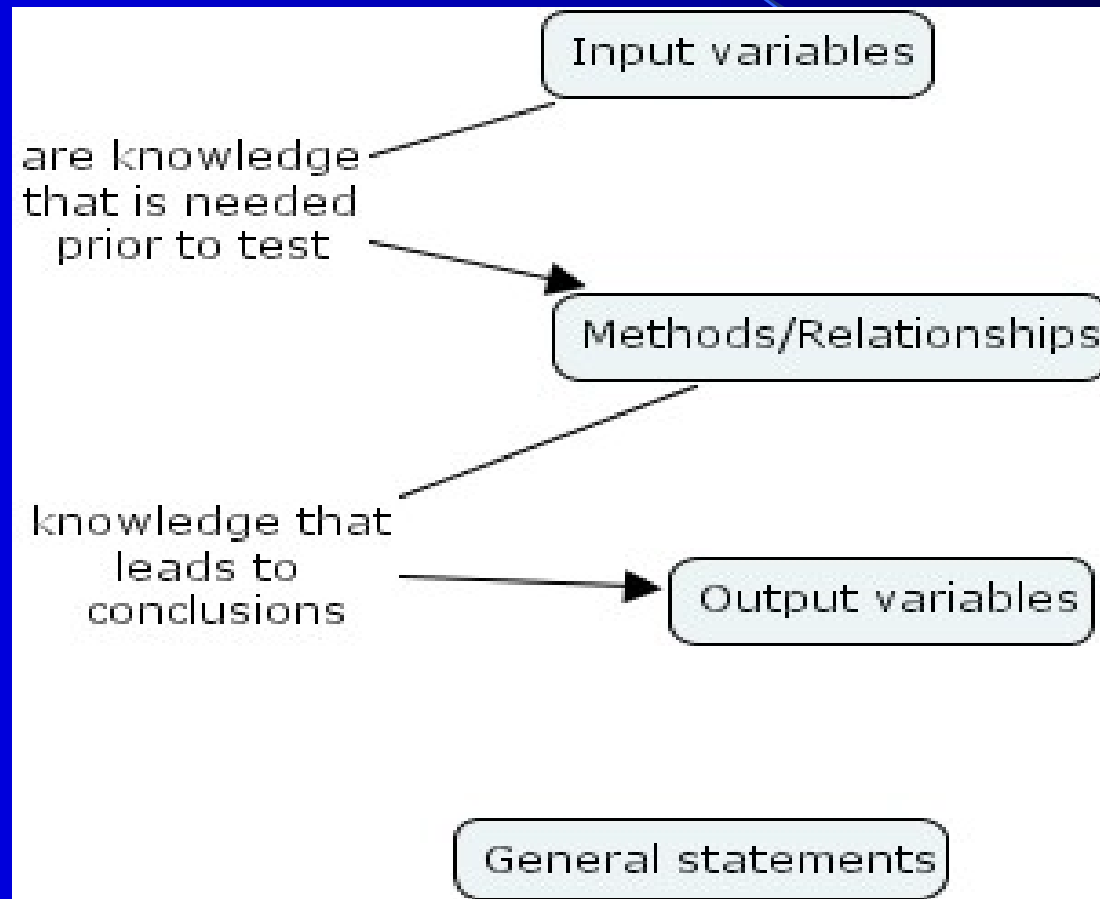 Input variables
are knowledge
that is needed
prior to test
Methods/Relationships
knowledge that
leads to
conclusions
Output variables
General statements